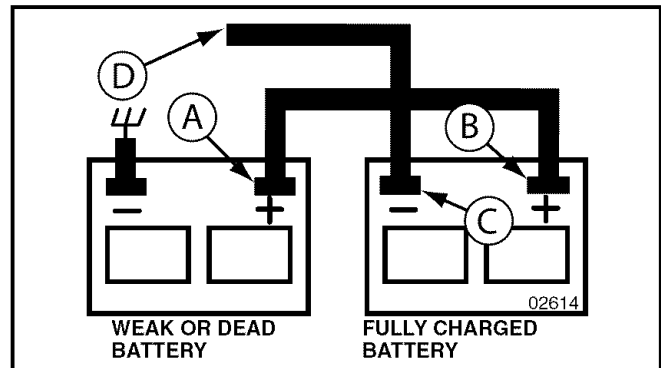 D
A
B
C
02614
WEAK OR DEAD
BATTERY
FULLY CHARGED
BATTERY